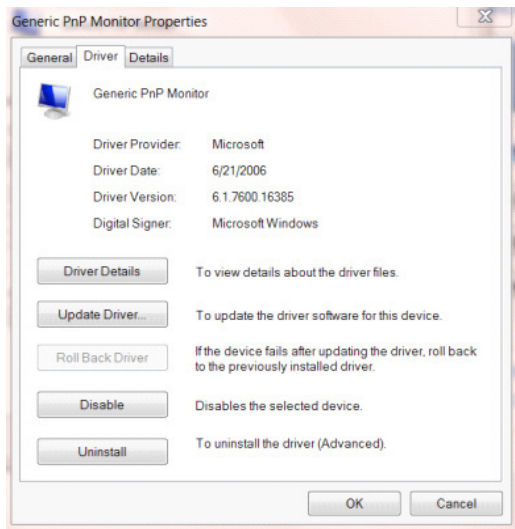 Generic PnP Monitor Properties
General Driver Details
Generic PnP Monitor
Driver Provider: Microsoft
Driver Date: 6/21/2006
Driver Version: 6.1.7600.16385
Digital Signer: Microsoft Windows
Driver Details To view details about the driver files.
Update Driver... To update the driver software for this device.
Roll Back Driver If the device fails after updating the driver, roll back
to the previously installed driver.
Disable Disables the selected device.
Uninstall To uninstall the driver (Advanced).
OK Cancel